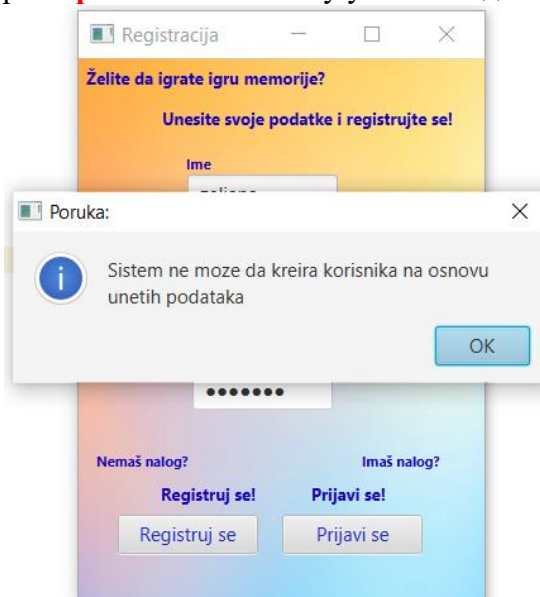 Registracija
Želite da igrate igru memorije?
Unesite svoje podatke i registrujte se!
Ime
Poruka:
Sistem ne moze da kreira korisnika na osnovu
unetih podataka
OK
•••••••
Nemaš nalog?
Imaš nalog?
Registruj se!
Prijavi se!
Registruj se
Prijavi se